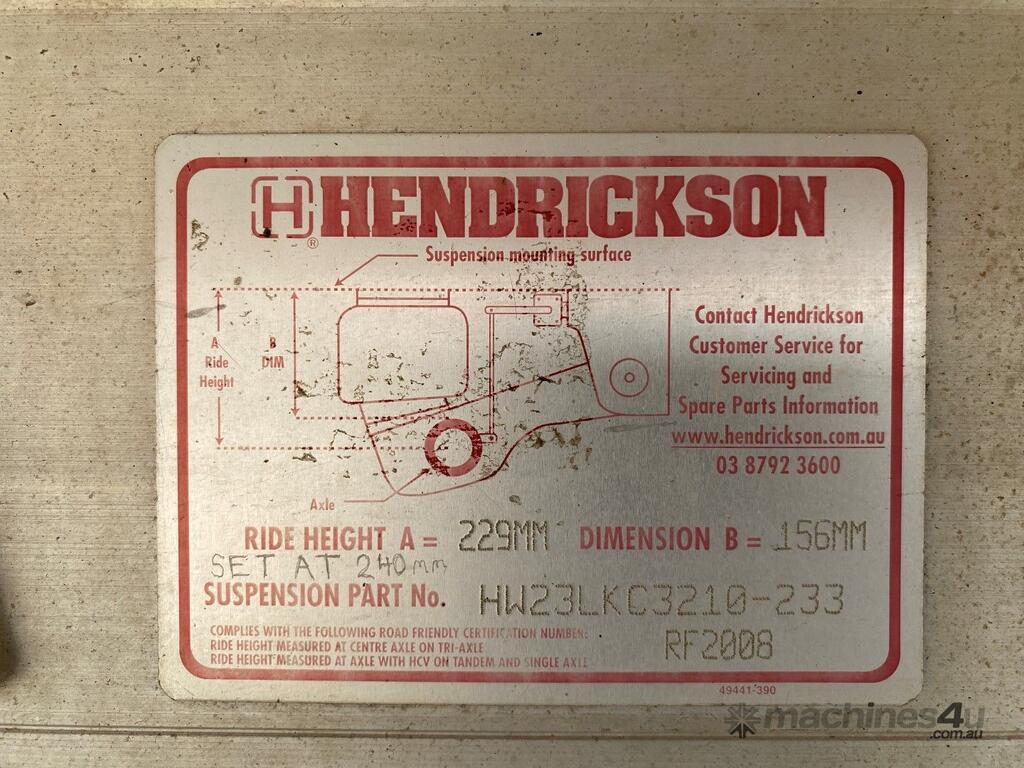 H HENDRICKSON
®
Suspension mounting surface
A
Ride
Height
B
DIM
Contact Hendrickson
Customer Service for
Servicing and
Spare Parts Information
www.hendrickson.com.au
03 8792 3600
Axle
RIDE HEIGHT A = 229MM DIMENSION B = 156MM
SET AT 240mm
SUSPENSION PART No. HW23LKC3210-233
COMPLIES WITH THE FOLLOWING ROAD FRIENDLY CERTIFICATION NUMBER: RF2008
RIDE HEIGHT MEASURED AT CENTRE AXLE ON TRI-AXLE
RIDE HEIGHT MEASURED AT AXLE WITH HCV ON TANDEM AND SINGLE AXLE
49441-390
machines4u
.com.au